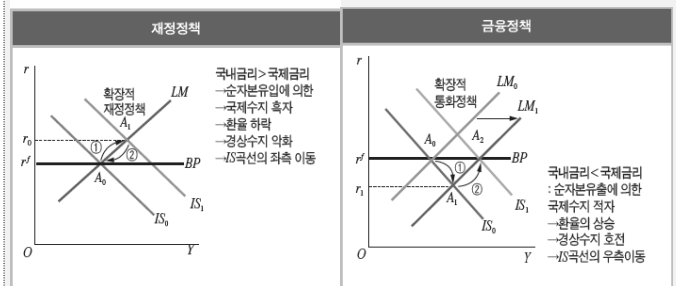 재정정책
r
확장적
재정정책
LM
A₁
r₀
①
②
rᶠ
BP
A₀
IS₁
IS₀
O
Y
국내금리>국제금리
→순자본유입에 의한
→국제수지 흑자
→환율 하락
→경상수지 악화
→IS곡선의 좌측 이동
금융정책
r
확장적
통화정책
LM₀
LM₁
A₀
A₂
rᶠ
BP
①
r₁
②
A₁
IS₁
IS₀
O
Y
국내금리<국제금리
: 순자본유출에 의한
국제수지 적자
→환율의 상승
→경상수지 호전
→IS곡선의 우측이동